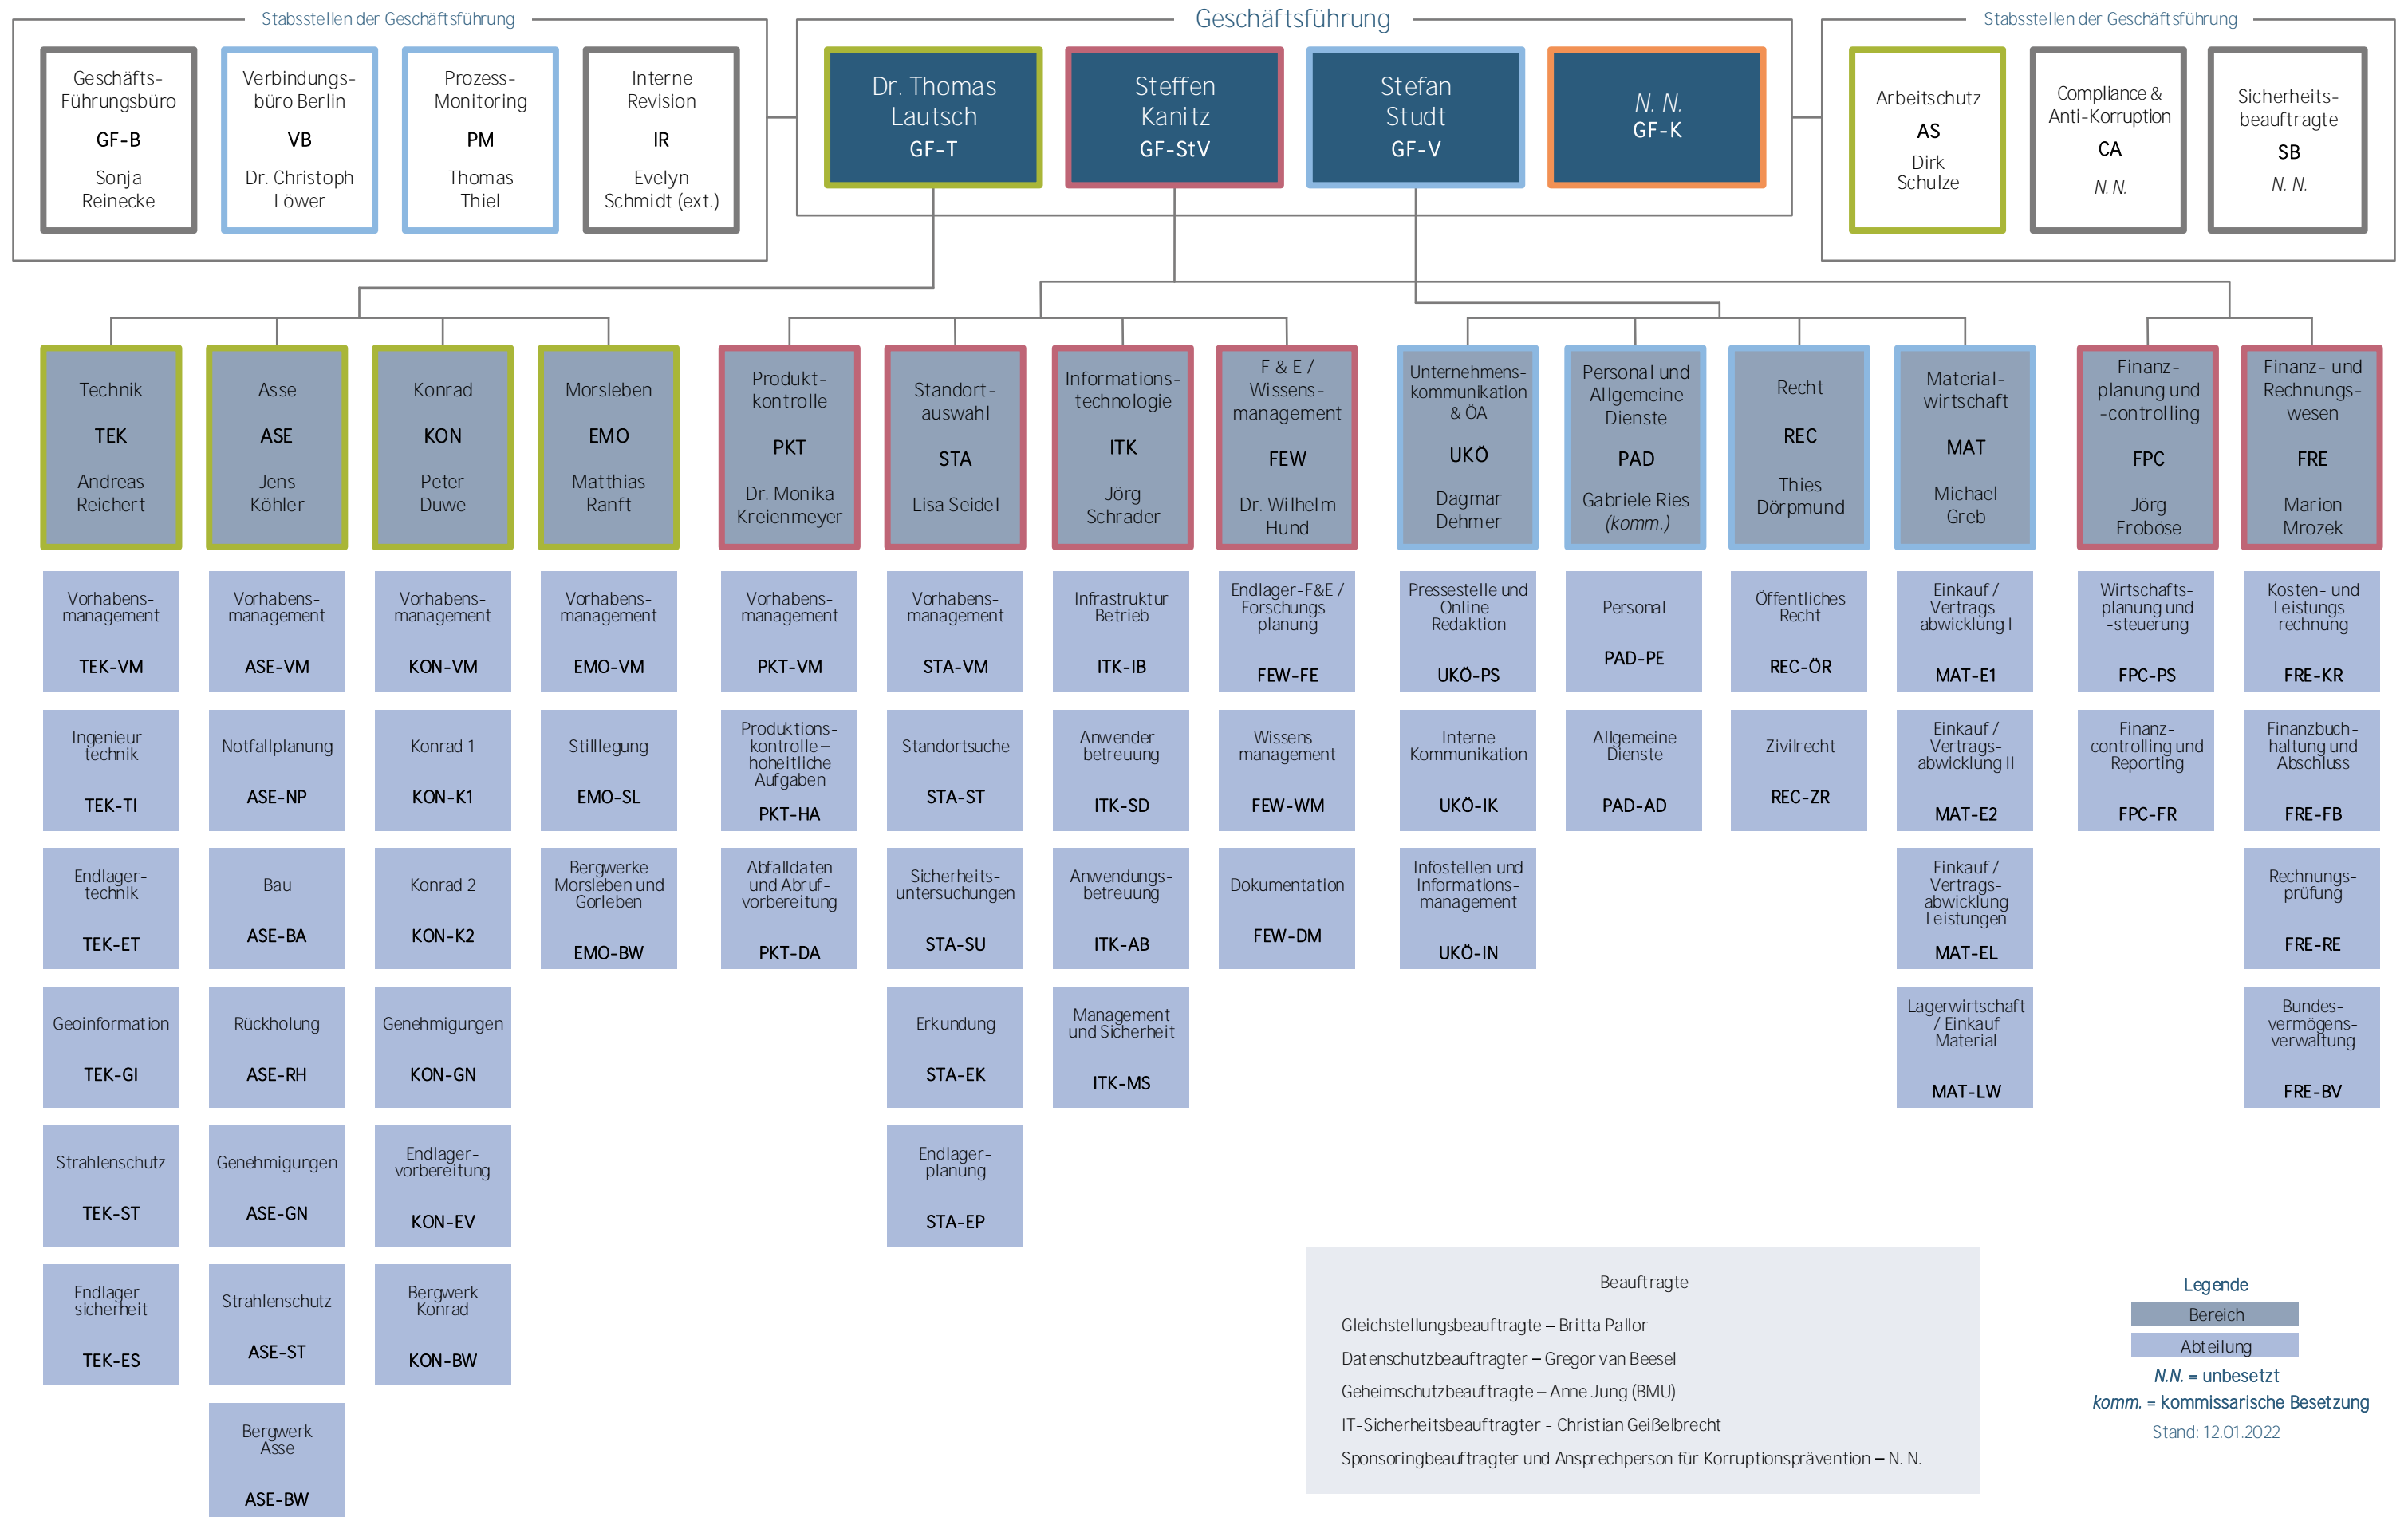 Stabsstellen der Geschäftsführung
Geschäfts-
Führungsbüro
GF-B
Sonja
Reinecke
Verbindungs-
büro Berlin
VB
Dr. Christoph
Löwer
Prozess-
Monitoring
PM
Thomas
Thiel
Interne
Revision
IR
Evelyn
Schmidt (ext.)
Geschäftsführung
Dr. Thomas
Lautsch
GF-T
Steffen
Kanitz
GF-StV
Stefan
Studt
GF-V
N. N.
GF-K
Stabsstellen der Geschäftsführung
Arbeitschutz
AS
Dirk
Schulze
Compliance &
Anti-Korruption
CA
N. N.
Sicherheits-
beauftragte
SB
N. N.
Technik
TEK
Andreas
Reichert
Vorhabens-
management
TEK-VM
Ingenieur-
technik
TEK-TI
Endlager-
technik
TEK-ET
Geoinformation
TEK-GI
Strahlenschutz
TEK-ST
Endlager-
sicherheit
TEK-ES
Asse
ASE
Jens
Köhler
Vorhabens-
management
ASE-VM
Notfallplanung
ASE-NP
Bau
ASE-BA
Rückholung
ASE-RH
Genehmigungen
ASE-GN
Strahlenschutz
ASE-ST
Bergwerk
Asse
ASE-BW
Konrad
KON
Peter
Duwe
Vorhabens-
management
KON-VM
Konrad 1
KON-K1
Konrad 2
KON-K2
Genehmigungen
KON-GN
Endlager-
vorbereitung
KON-EV
Bergwerk
Konrad
KON-BW
Morsleben
EMO
Matthias
Ranft
Vorhabens-
management
EMO-VM
Stilllegung
EMO-SL
Bergwerke
Morsleben und
Gorleben
EMO-BW
Produkt-
kontrolle
PKT
Dr. Monika
Kreienmeyer
Vorhabens-
management
PKT-VM
Produktions-
kontrolle –
hoheitliche
Aufgaben
PKT-HA
Abfalldaten
und Abruf-
vorbereitung
PKT-DA
Standort-
auswahl
STA
Lisa Seidel
Vorhabens-
management
STA-VM
Standortsuche
STA-ST
Sicherheits-
untersuchungen
STA-SU
Erkundung
STA-EK
Endlager-
planung
STA-EP
Informations-
technologie
ITK
Jörg
Schrader
Infrastruktur
Betrieb
ITK-IB
Anwender-
betreuung
ITK-SD
Anwendungs-
betreuung
ITK-AB
Management
und Sicherheit
ITK-MS
F & E /
Wissens-
management
FEW
Dr. Wilhelm
Hund
Endlager-F&E /
Forschungs-
planung
FEW-FE
Wissens-
management
FEW-WM
Dokumentation
FEW-DM
Unternehmens-
kommunikation
& ÖA
UKÖ
Dagmar
Dehmer
Pressestelle und
Online-
Redaktion
UKÖ-PS
Interne
Kommunikation
UKÖ-IK
Infostellen und
Informations-
management
UKÖ-IN
Personal und
Allgemeine
Dienste
PAD
Gabriele Ries
(komm.)
Personal
PAD-PE
Allgemeine
Dienste
PAD-AD
Recht
REC
Thies
Dörpmund
Öffentliches
Recht
REC-ÖR
Zivilrecht
REC-ZR
Material-
wirtschaft
MAT
Michael
Greb
Einkauf /
Vertrags-
abwicklung I
MAT-E1
Einkauf /
Vertrags-
abwicklung II
MAT-E2
Einkauf /
Vertrags-
abwicklung
Leistungen
MAT-EL
Lagerwirtschaft
/ Einkauf
Material
MAT-LW
Finanz-
planung und
-controlling
FPC
Jörg
Froböse
Wirtschafts-
planung und
-steuerung
FPC-PS
Finanz-
controlling und
Reporting
FPC-FR
Finanz- und
Rechnungs-
wesen
FRE
Marion
Mrozek
Kosten- und
Leistungs-
rechnung
FRE-KR
Finanzbuch-
haltung und
Abschluss
FRE-FB
Rechnungs-
prüfung
FRE-RE
Bundes-
vermögens-
verwaltung
FRE-BV
Beauftragte
Gleichstellungsbeauftragte – Britta Pallor
Datenschutzbeauftragter – Gregor van Beesel
Geheimschutzbeauftragte – Anne Jung (BMU)
IT-Sicherheitsbeauftragter - Christian Geißelbrecht
Sponsoringbeauftragter und Ansprechperson für Korruptionsprävention – N. N.
Legende
Bereich
Abteilung
N.N. = unbesetzt
komm. = kommissarische Besetzung
Stand: 12.01.2022